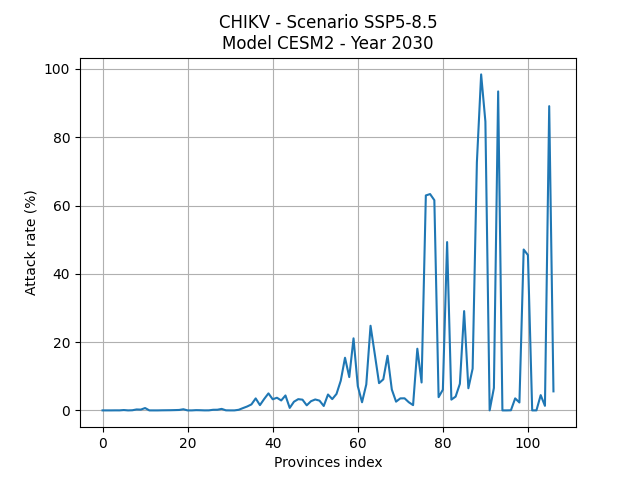 CHIKV - Scenario SSP5-8.5
Model CESM2 - Year 2030
Attack rate (%)
100
80
60
40
20
0
0 20 40 60 80 100
Provinces index